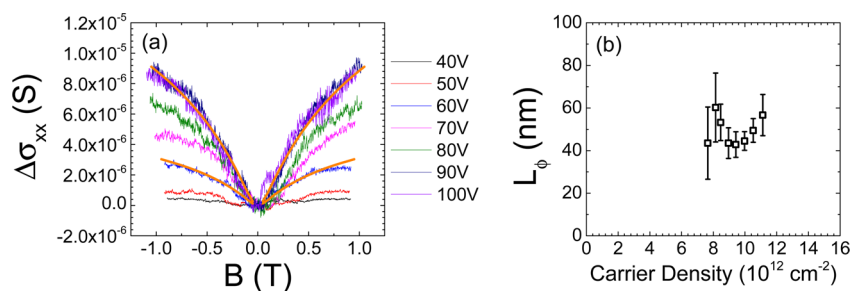 (a)
Δσxx (S)
1.2x10⁻⁵
1.0x10⁻⁵
8.0x10⁻⁶
6.0x10⁻⁶
4.0x10⁻⁶
2.0x10⁻⁶
0.0
-2.0x10⁻⁶
-1.0 -0.5 0.0 0.5 1.0
B (T)
40V
50V
60V
70V
80V
90V
100V
(b)
Lϕ (nm)
100
80
60
40
20
0
0 2 4 6 8 10 12 14 16
Carrier Density (10¹² cm⁻²)